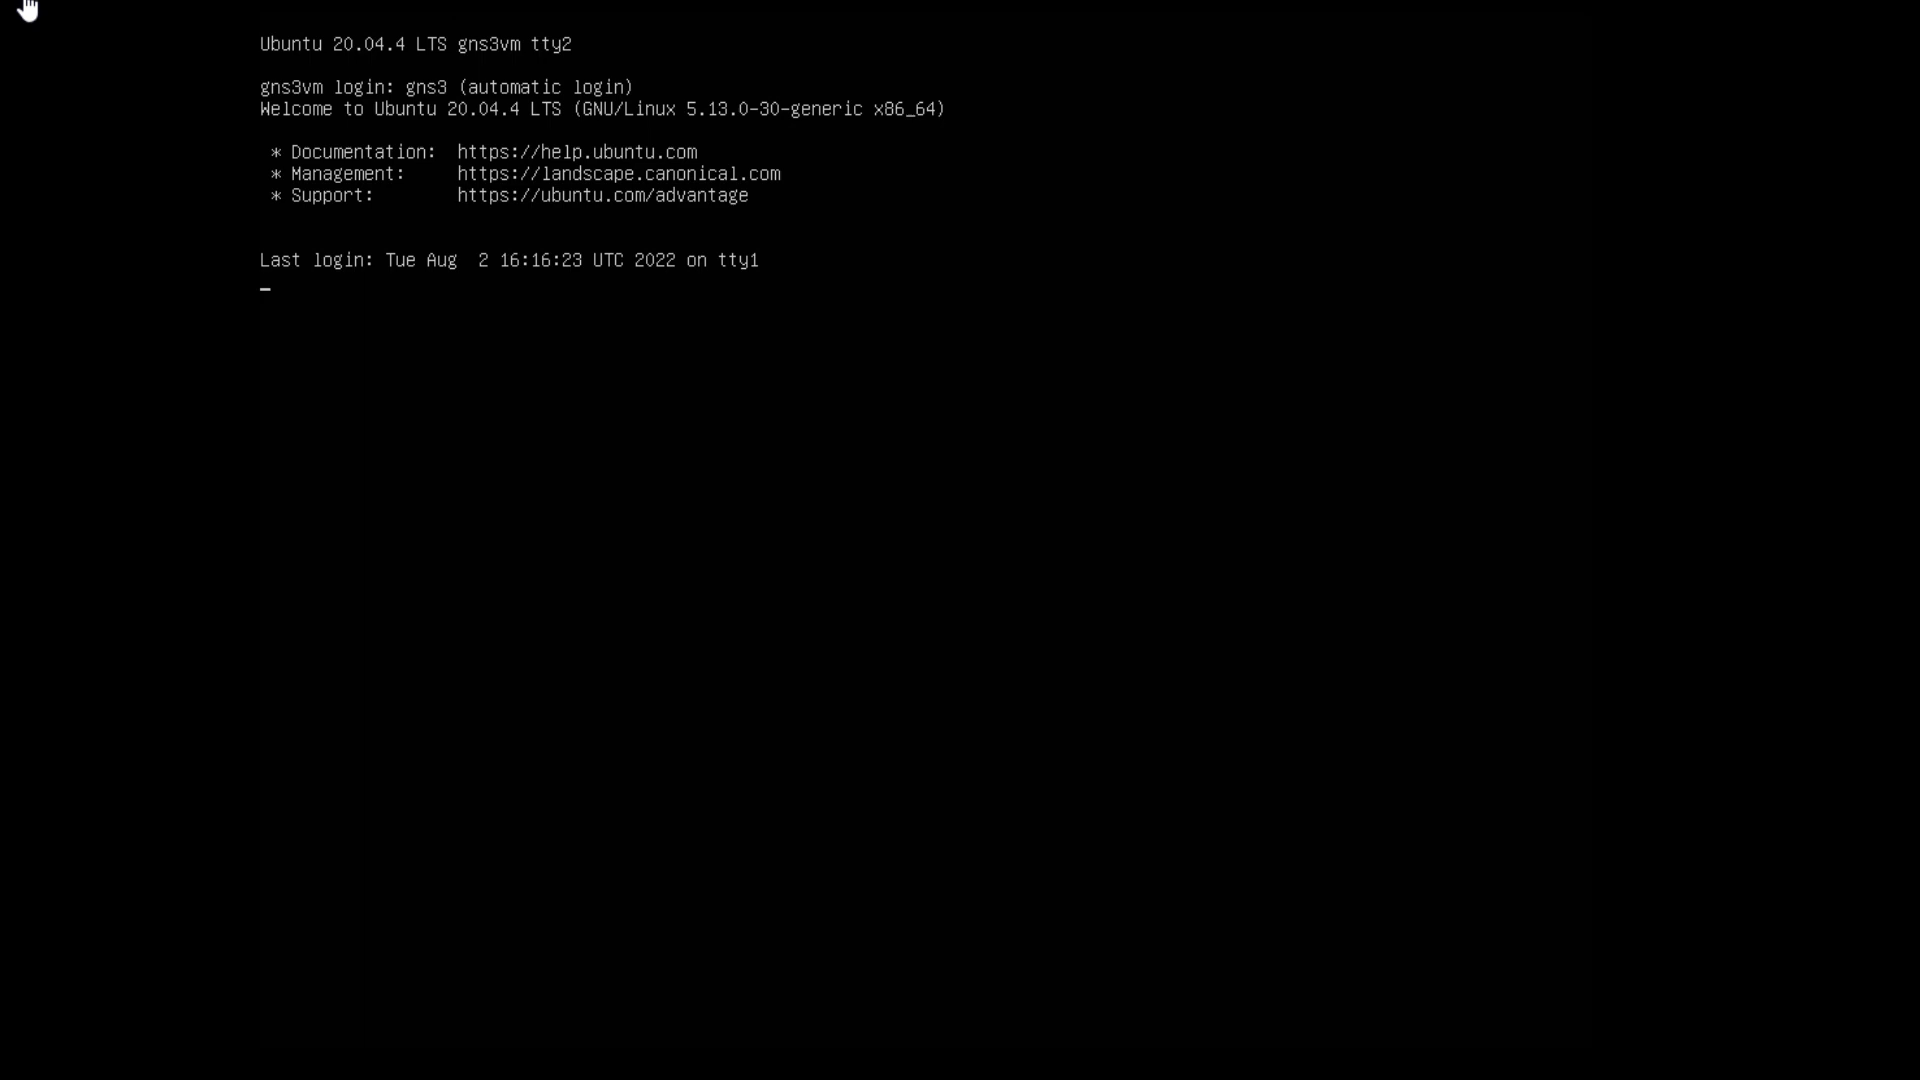 Ubuntu 20.04.4 LTS gns3vm tty2
gns3vm login: gns3 (automatic login)
Welcome to Ubuntu 20.04.4 LTS (GNU/Linux 5.13.0-30-generic x86_64)
* Documentation:  https://help.ubuntu.com
* Management:     https://landscape.canonical.com
* Support:        https://ubuntu.com/advantage
Last login: Tue Aug  2 16:16:23 UTC 2022 on tty1